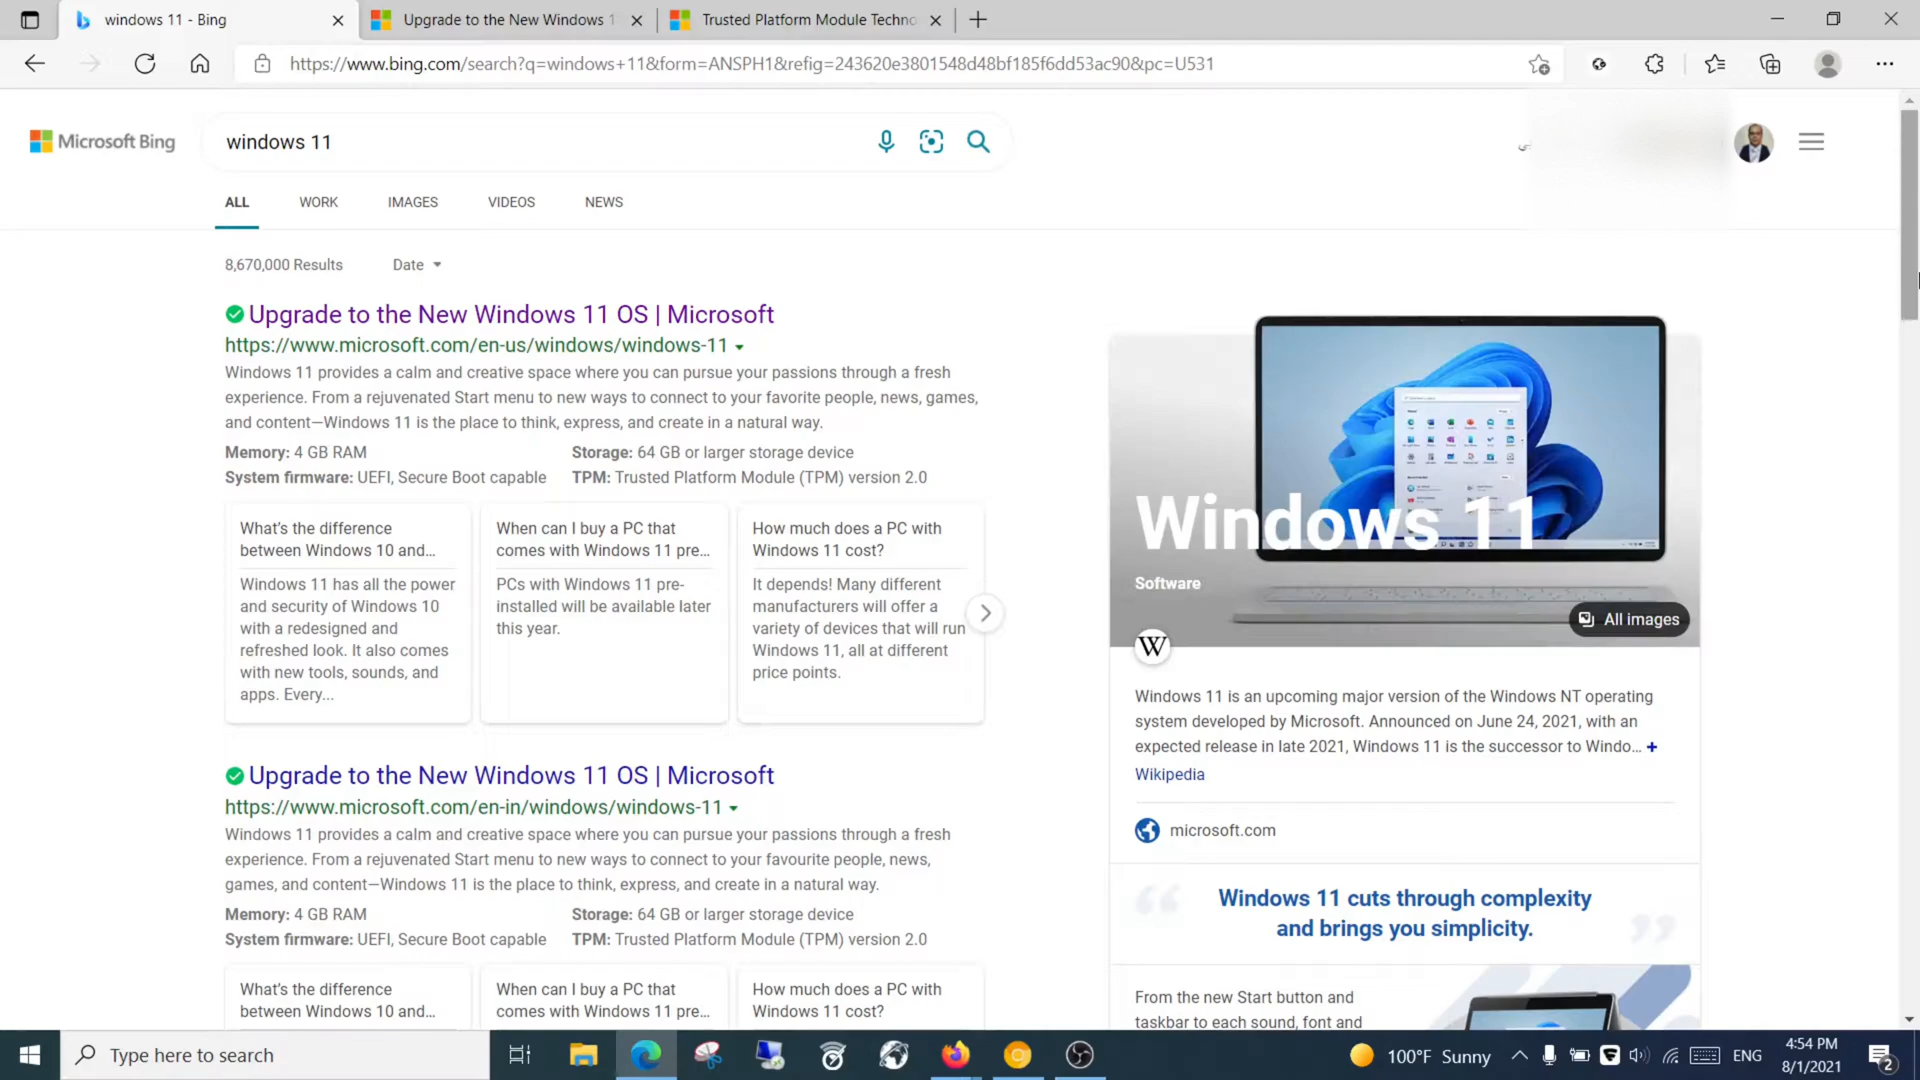 windows 11 - Bing
Upgrade to the New Windows 1
Trusted Platform Module Techno
https://www.bing.com/search?q=windows+11&form=ANSPH1&refig=243620e3801548d48bf185f6dd53ac90&pc=U531
Microsoft Bing
windows 11
ALL WORK IMAGES VIDEOS NEWS
8,670,000 Results Date
Upgrade to the New Windows 11 OS | Microsoft
https://www.microsoft.com/en-us/windows/windows-11
Windows 11 provides a calm and creative space where you can pursue your passions through a fresh
experience. From a rejuvenated Start menu to new ways to connect to your favorite people, news, games,
and content—Windows 11 is the place to think, express, and create in a natural way.
Memory: 4 GB RAM Storage: 64 GB or larger storage device
System firmware: UEFI, Secure Boot capable TPM: Trusted Platform Module (TPM) version 2.0
What's the difference
between Windows 10 and...
Windows 11 has all the power
and security of Windows 10
with a redesigned and
refreshed look. It also comes
with new tools, sounds, and
apps. Every...
When can I buy a PC that
comes with Windows 11 pre...
PCs with Windows 11 pre-
installed will be available later
this year.
How much does a PC with
Windows 11 cost?
It depends! Many different
manufacturers will offer a
variety of devices that will run
Windows 11, all at different
price points.
Upgrade to the New Windows 11 OS | Microsoft
https://www.microsoft.com/en-in/windows/windows-11
Windows 11 provides a calm and creative space where you can pursue your passions through a fresh
experience. From a rejuvenated Start menu to new ways to connect to your favourite people, news,
games, and content—Windows 11 is the place to think, express, and create in a natural way.
Memory: 4 GB RAM Storage: 64 GB or larger storage device
System firmware: UEFI, Secure Boot capable TPM: Trusted Platform Module (TPM) version 2.0
What's the difference
between Windows 10 and...
When can I buy a PC that
comes with Windows 11 pre...
How much does a PC with
Windows 11 cost?
Windows 11
Software
All images
W
Windows 11 is an upcoming major version of the Windows NT operating
system developed by Microsoft. Announced on June 24, 2021, with an
expected release in late 2021, Windows 11 is the successor to Windo... +
Wikipedia
microsoft.com
Windows 11 cuts through complexity
and brings you simplicity.
From the new Start button and
taskbar to each sound, font and
Type here to search
100°F Sunny
ENG
4:54 PM
8/1/2021
2